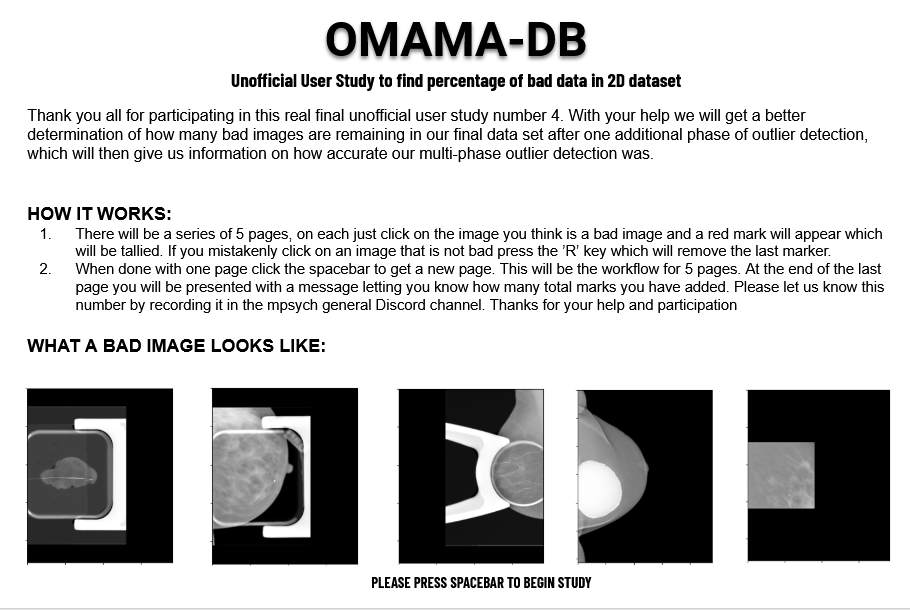 OMAMA-DB
Unofficial User Study to find percentage of bad data in 2D dataset
Thank you all for participating in this real final unofficial user study number 4. With your help we will get a better
determination of how many bad images are remaining in our final data set after one additional phase of outlier detection,
which will then give us information on how accurate our multi-phase outlier detection was.
HOW IT WORKS:
1. There will be a series of 5 pages, on each just click on the image you think is a bad image and a red mark will appear which
will be tallied. If you mistakenly click on an image that is not bad press the 'R' key which will remove the last marker.
2. When done with one page click the spacebar to get a new page. This will be the workflow for 5 pages. At the end of the last
page you will be presented with a message letting you know how many total marks you have added. Please let us know this
number by recording it in the mpsych general Discord channel. Thanks for your help and participation
WHAT A BAD IMAGE LOOKS LIKE:
PLEASE PRESS SPACEBAR TO BEGIN STUDY